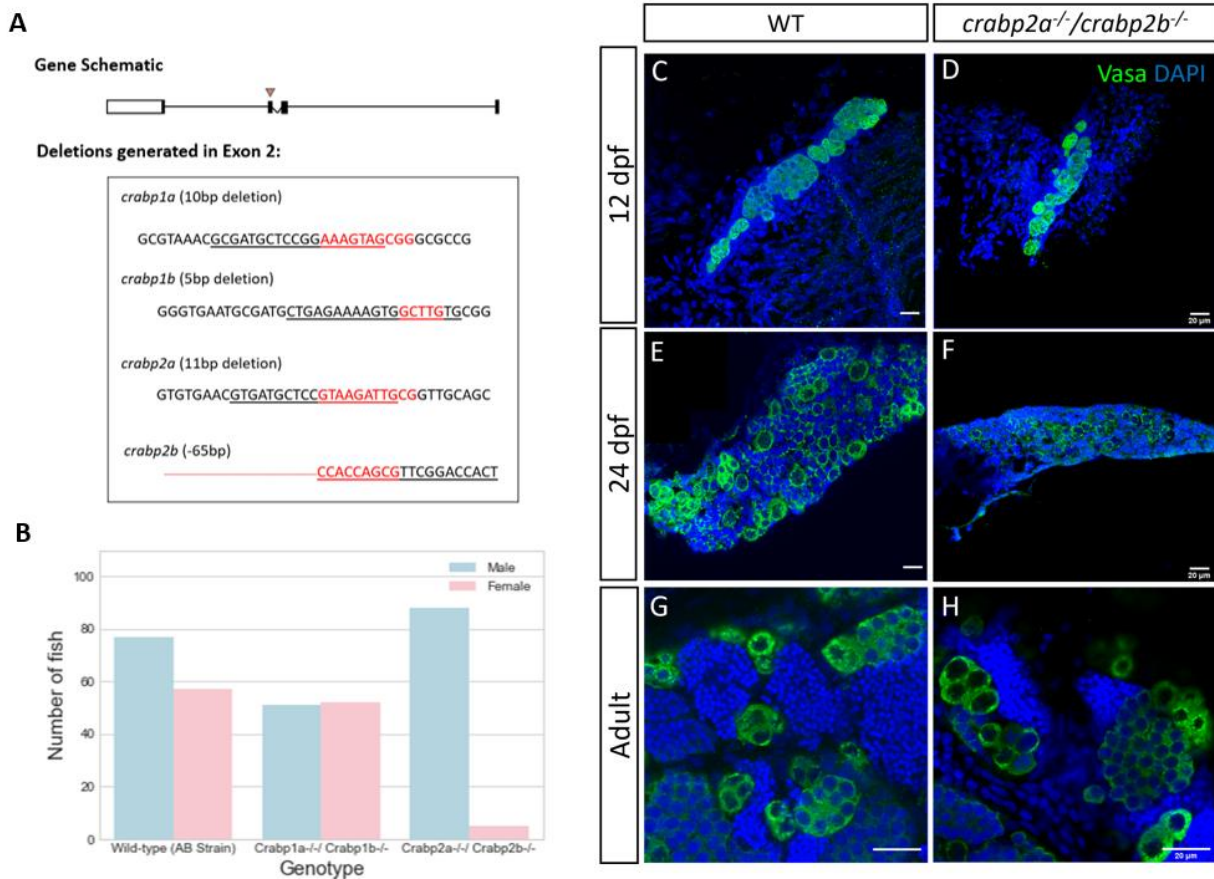 A
Gene Schematic
Deletions generated in Exon 2:
crabp1a (10bp deletion)
GCGTAAACGCGATGCTCCGGAAAGTAGCGGGCGCCG
crabp1b (5bp deletion)
GGGTGAATGCGATGCTGAGAAAAGTGGCTTGTGCGG
crabp2a (11bp deletion)
GTGTGAACGTGATGCTCCGTAAGATTGCGGTTGCAGC
crabp2b (-65bp)
CCACCAGCGTTCGGACCACT
B
Male
Female
100
80
60
40
20
0
Number of fish
Wild-type (AB Strain)
Crabp1a-/-/ Crabp1b-/-
Crabp2a-/-/ Crabp2b-/-
Genotype
WT
crabp2a-/-/crabp2b-/-
12 dpf
C
D
Vasa DAPI
20 µm
24 dpf
E
F
20 µm
Adult
G
H
20 µm